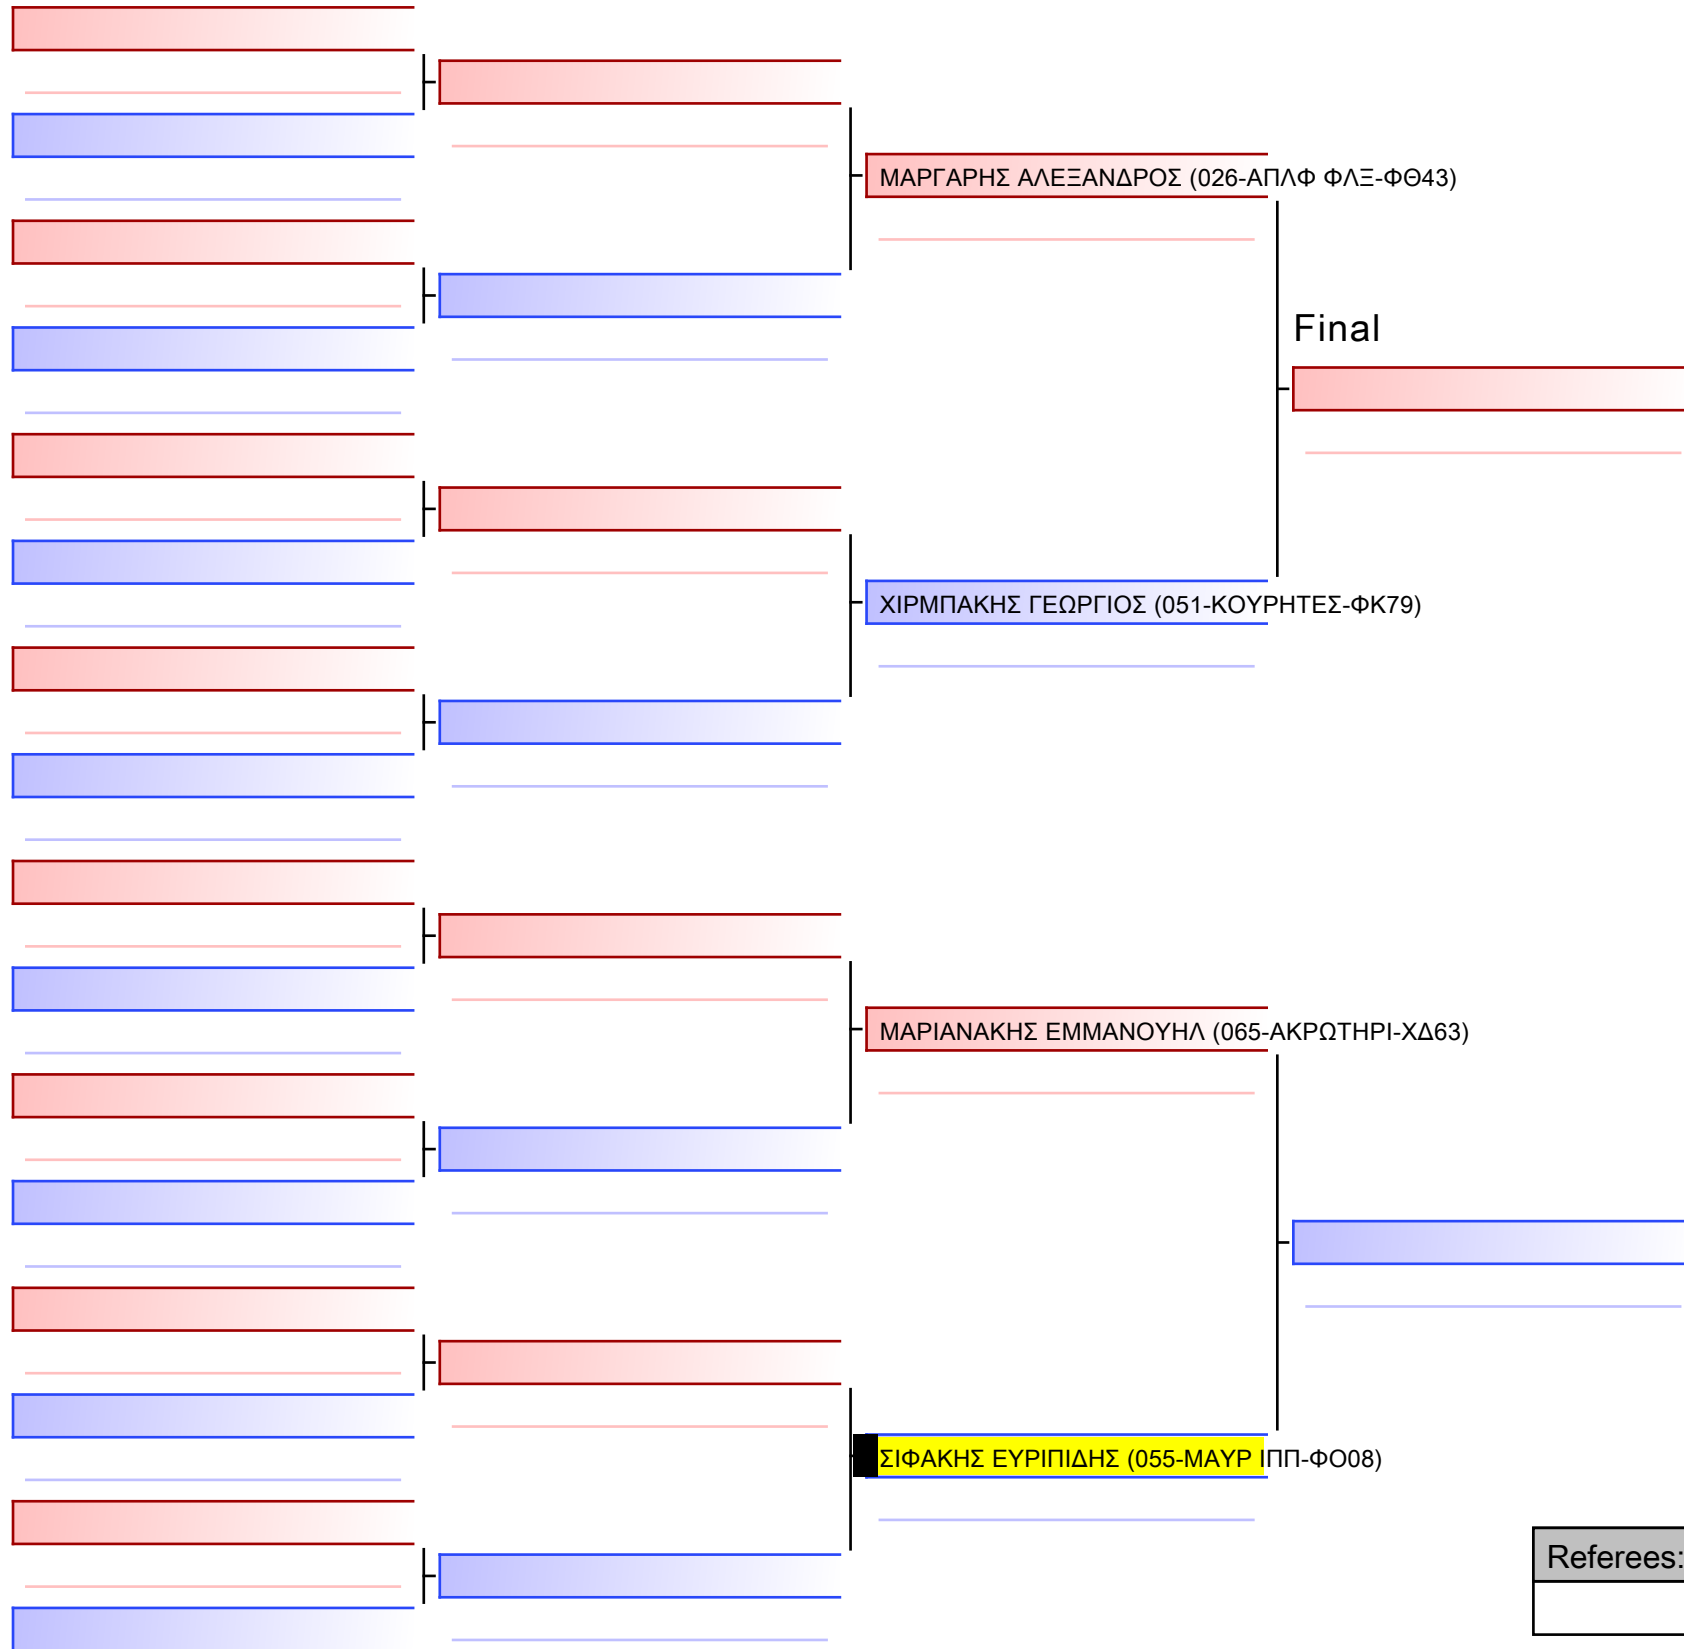 ΜΑΡΓΑΡΗΣ ΑΛΕΞΑΝΔΡΟΣ (026-ΑΠΛΦ ΦΛΞ-ΦΘ43)
Final
ΧΙΡΜΠΑΚΗΣ ΓΕΩΡΓΙΟΣ (051-ΚΟΥΡΗΤΕΣ-ΦΚ79)
ΜΑΡΙΑΝΑΚΗΣ ΕΜΜΑΝΟΥΗΛ (065-ΑΚΡΩΤΗΡΙ-ΧΔ63)
ΣΙΦΑΚΗΣ ΕΥΡΙΠΙΔΗΣ (055-ΜΑΥΡ ΙΠΠ-ΦΟ08)
Referees: